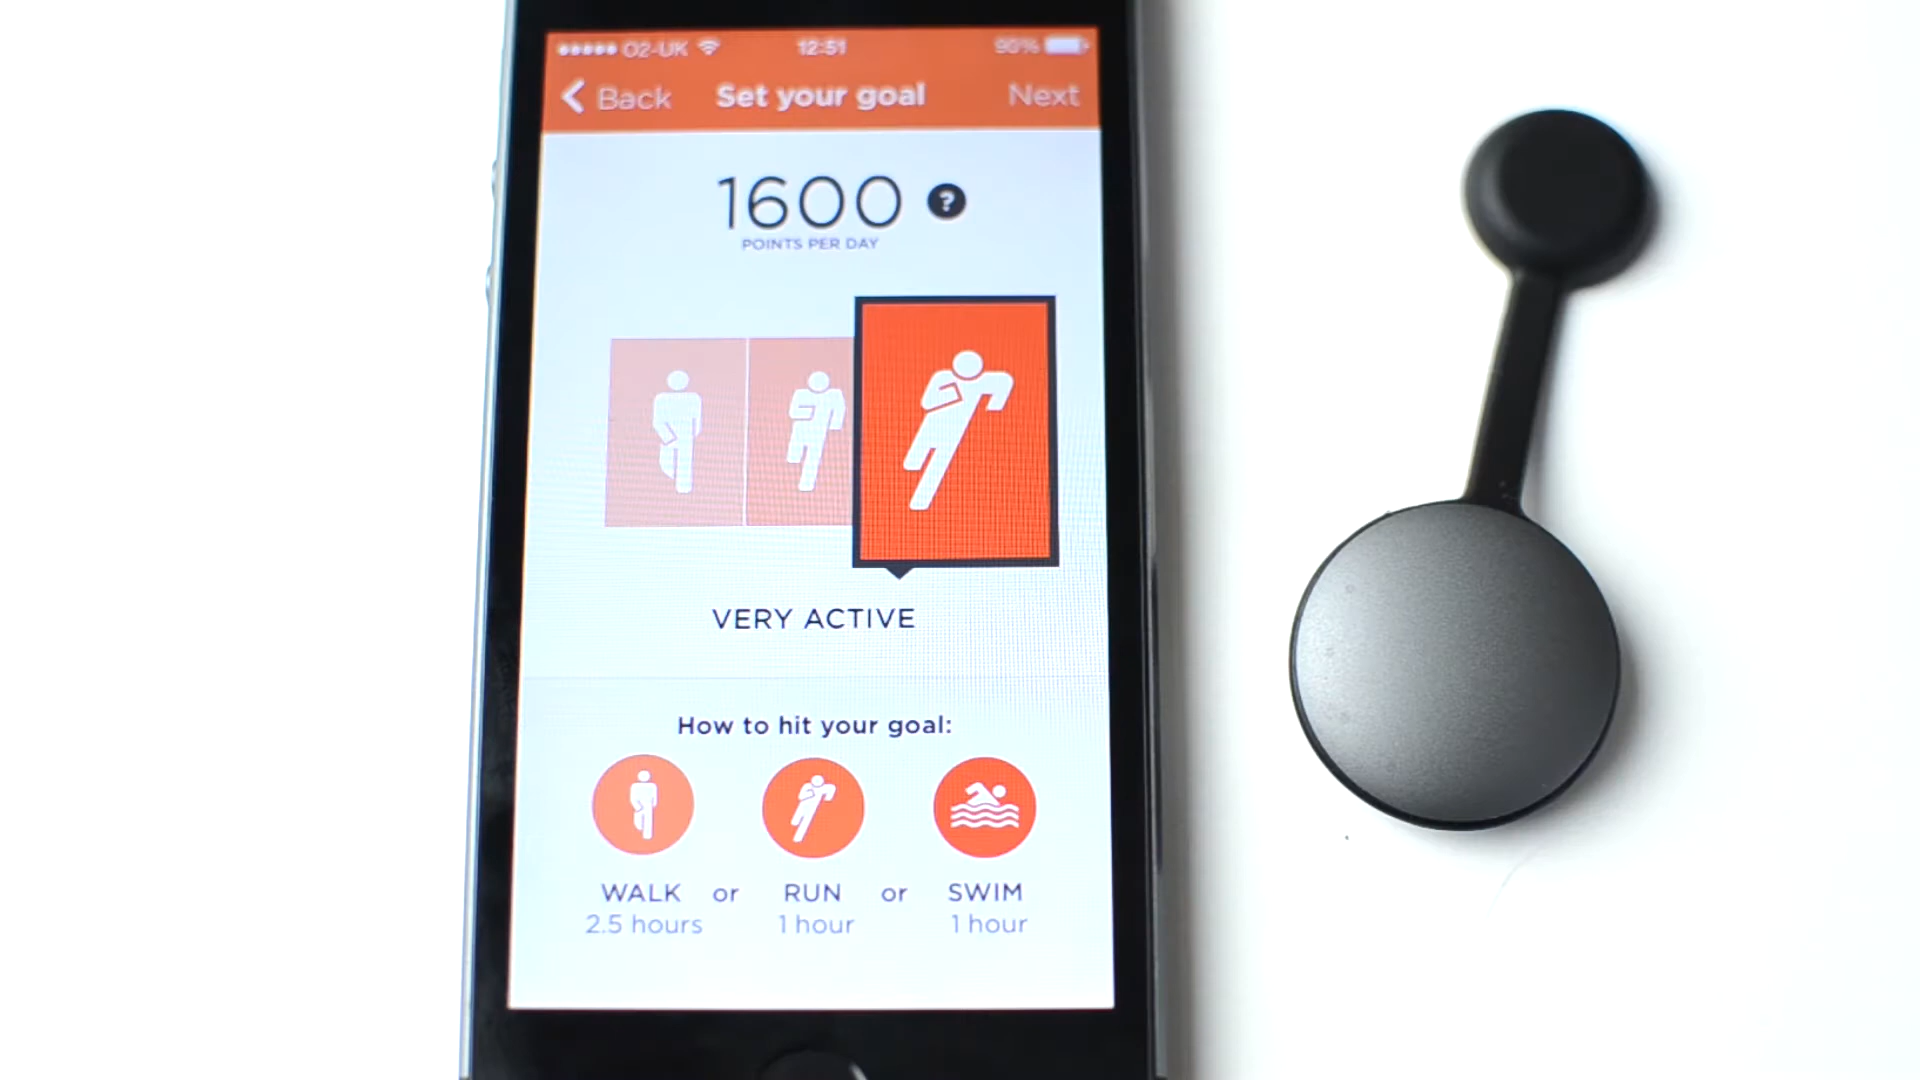 O2-UK 12:51 90%
Back Set your goal Next
1600 ?
POINTS PER DAY
VERY ACTIVE
How to hit your goal:
WALK or RUN or SWIM
2.5 hours 1 hour 1 hour